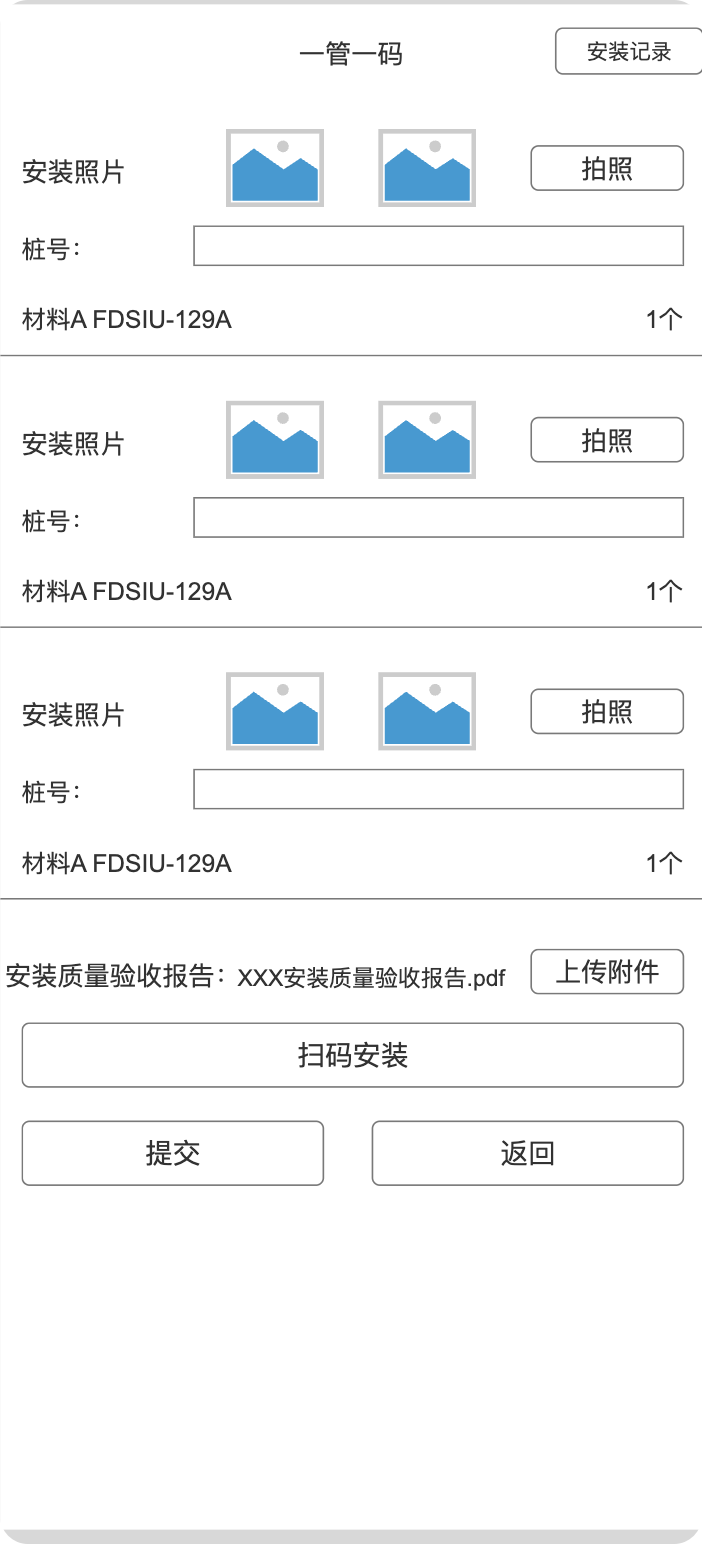 一管一码
安装记录
安装照片
拍照
桩号：
材料A FDSIU-129A
1个
安装照片
拍照
桩号：
材料A FDSIU-129A
1个
安装照片
拍照
桩号：
材料A FDSIU-129A
1个
安装质量验收报告：XXX安装质量验收报告.pdf
上传附件
扫码安装
提交
返回